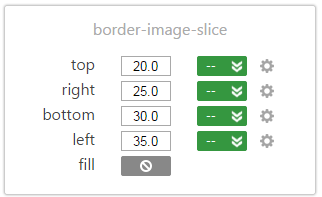 border-image-slice
top 20.0 --
right 25.0 --
bottom 30.0 --
left 35.0 --
fill